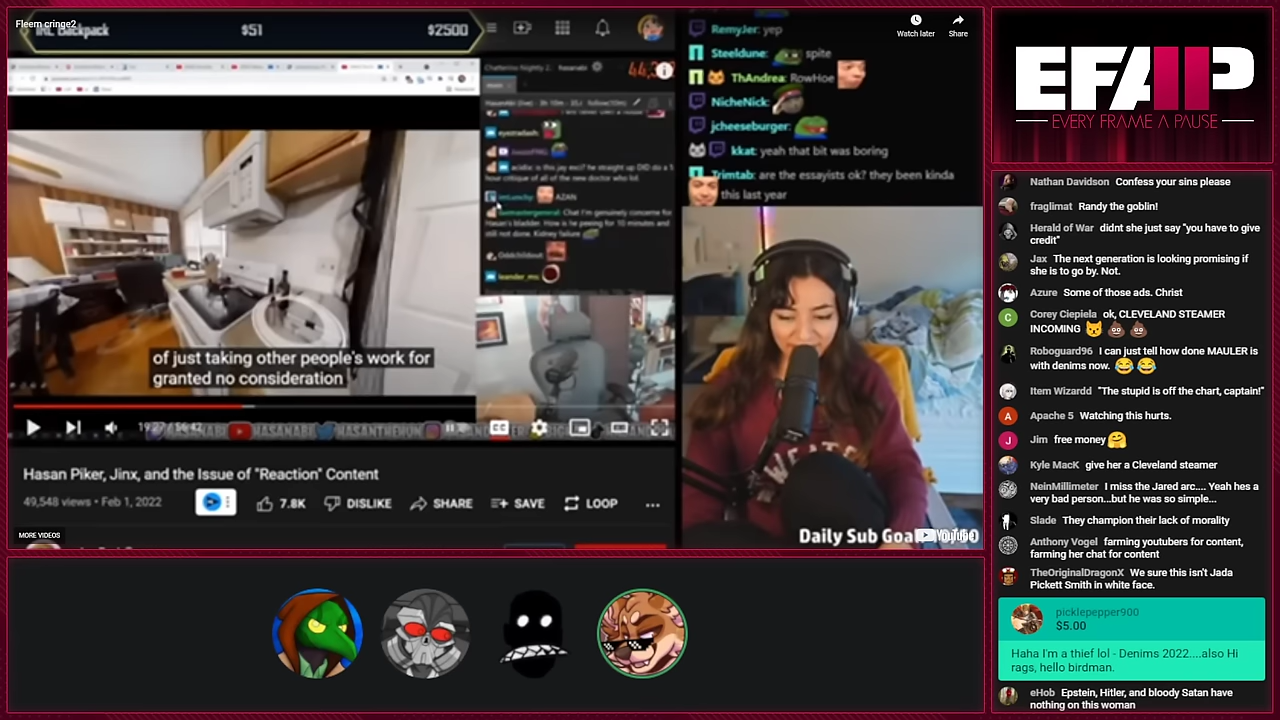 Fleem cringe2
IRL Backpack
$51
$2500
Watch later
Share
RemyJer: yep
Steeldune: spite
ThAndrea: RowHoe
NicheNick:
jcheeseburger:
kkat: yeah that bit was boring
Trimtab: are the essayists ok? they been kinda
this last year
of just taking other people's work for
granted no consideration
CC
Hasan Piker, Jinx, and the Issue of "Reaction" Content
49,548 views • Feb 1, 2022
7.8K
DISLIKE
SHARE
SAVE
LOOP
MORE VIDEOS
Daily Sub Goal
YouTube
EFAP
EVERY FRAME A PAUSE
Nathan Davidson Confess your sins please
fraglimat Randy the goblin!
Herald of War didnt she just say "you have to give
credit"
Jax The next generation is looking promising if
she is to go by. Not.
Azure Some of those ads. Christ
Corey Ciepiela ok, CLEVELAND STEAMER
INCOMING
Roboguard96 I can just tell how done MAULER is
with denims now.
Item Wizardd "The stupid is off the chart, captain!"
Apache 5 Watching this hurts.
Jim free money
Kyle MacK give her a Cleveland steamer
NeinMillimeter I miss the Jared arc.... Yeah hes a
very bad person...but he was so simple...
Slade They champion their lack of morality
Anthony Vogel farming youtubers for content,
farming her chat for content
TheOriginalDragonX We sure this isn't Jada
Pickett Smith in white face.
picklepepper900
$5.00
Haha I'm a thief lol - Denims 2022....also Hi
rags, hello birdman.
eHob Epstein, Hitler, and bloody Satan have
nothing on this woman